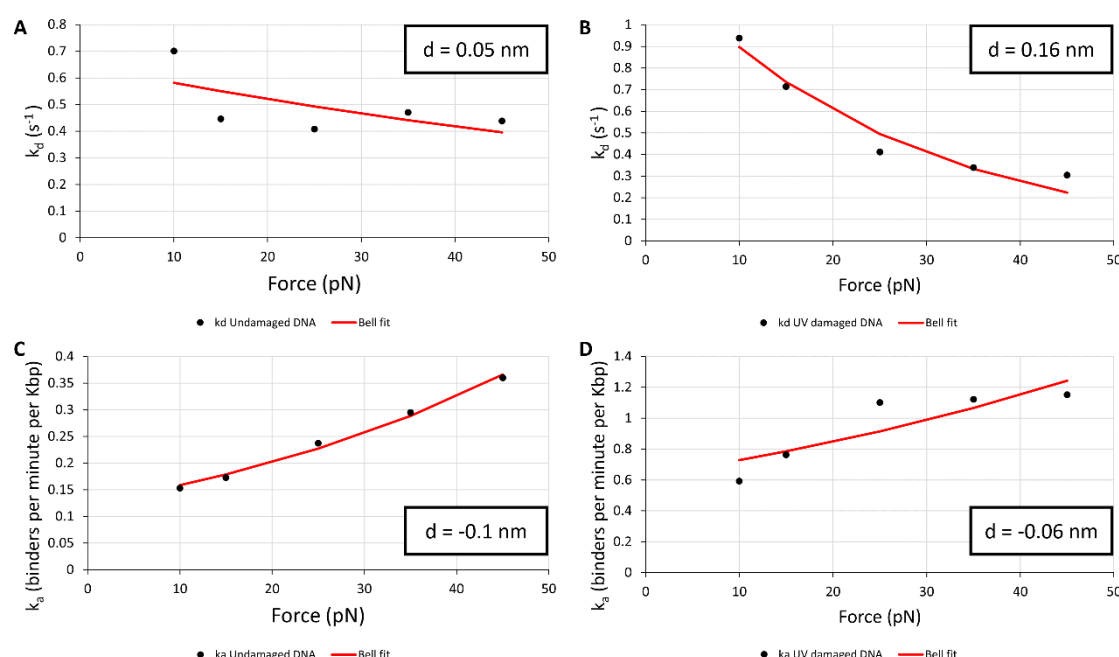 A
d = 0.05 nm
0.8
0.7
0.6
0.5
0.4
0.3
0.2
0.1
0
kd (s-1)
0 10 20 30 40 50
Force (pN)
kd Undamaged DNA Bell fit
B
d = 0.16 nm
1
0.9
0.8
0.7
0.6
0.5
0.4
0.3
0.2
0.1
0
kd (s-1)
0 10 20 30 40 50
Force (pN)
kd UV damaged DNA Bell fit
C
0.4
0.35
0.3
0.25
0.2
0.15
0.1
0.05
0
ka (binders per minute per Kbp)
d = -0.1 nm
0 10 20 30 40 50
Force (pN)
ka Undamaged DNA Bell fit
D
1.4
1.2
1
0.8
0.6
0.4
0.2
0
ka (binders per minute per Kbp)
d = -0.06 nm
0 10 20 30 40 50
Force (pN)
ka UV damaged DNA Bell fit